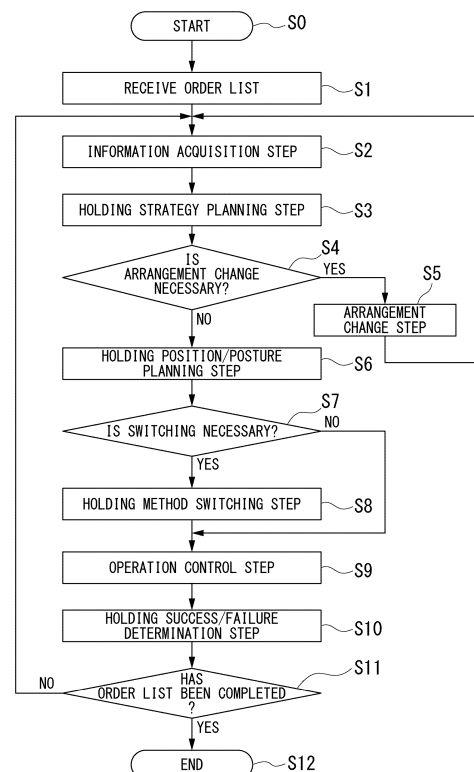 START
S0
RECEIVE ORDER LIST
S1
INFORMATION ACQUISITION STEP
S2
HOLDING STRATEGY PLANNING STEP
S3
IS
ARRANGEMENT CHANGE
NECESSARY?
S4
YES
NO
ARRANGEMENT
CHANGE STEP
S5
HOLDING POSITION/POSTURE
PLANNING STEP
S6
IS SWITCHING NECESSARY?
S7
NO
YES
HOLDING METHOD SWITCHING STEP
S8
OPERATION CONTROL STEP
S9
HOLDING SUCCESS/FAILURE
DETERMINATION STEP
S10
HAS
ORDER LIST BEEN COMPLETED
?
S11
NO
YES
END
S12